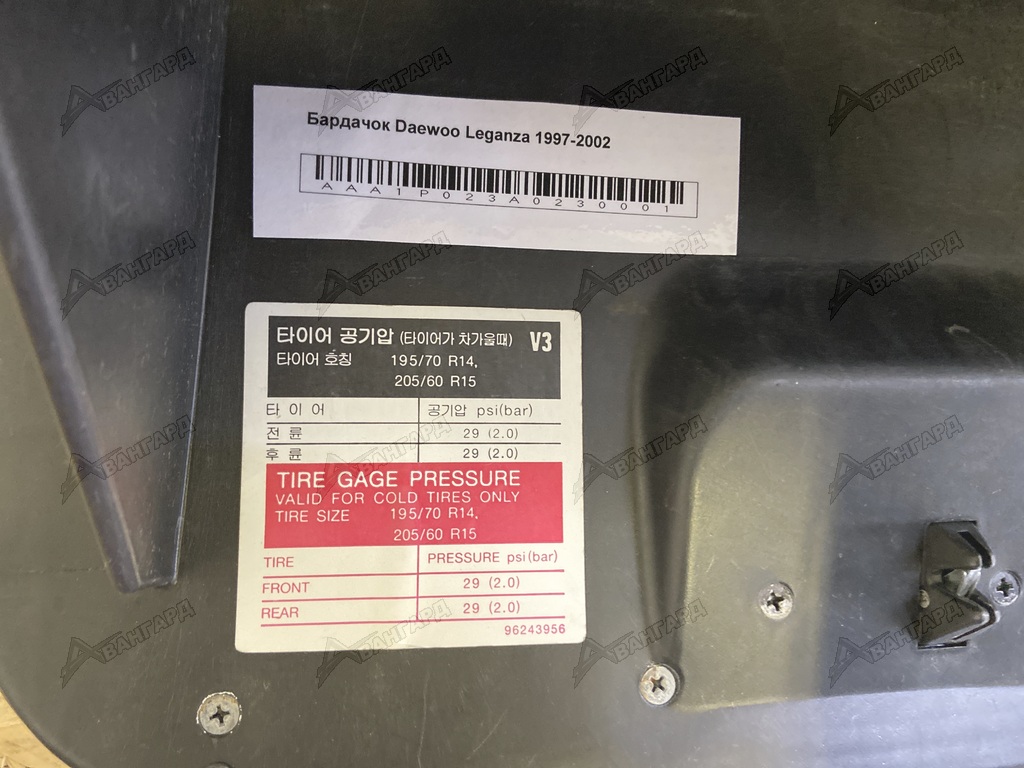 Бардачок Daewoo Leganza 1997-2002
AAA1P023A0230001
타이어 공기압 (타이어가 차가울때) V3
타이어 호칭 195/70 R14,
205/60 R15
타 이 어 공기압 psi(bar)
전 륜 29 (2.0)
후 륜 29 (2.0)
TIRE GAGE PRESSURE
VALID FOR COLD TIRES ONLY
TIRE SIZE 195/70 R14,
205/60 R15
TIRE PRESSURE psi(bar)
FRONT 29 (2.0)
REAR 29 (2.0)
96243956
АВАНГАРД